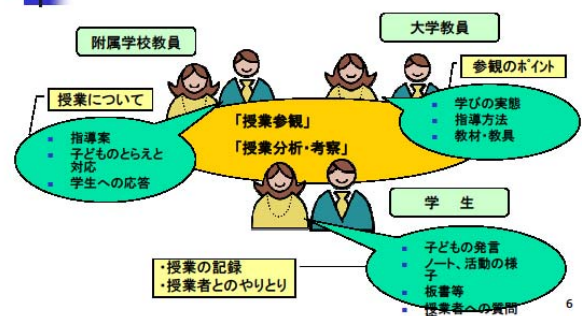 附属学校教員
大学教員
授業について
参観のポイント
指導案
子どものとらえと
対応
学生への応答
「授業参観」
「授業分析・考察」
学びの実態
指導方法
教材・教具
学 生
・授業の記録
・授業者とのやりとり
子どもの発言
ノート、活動の様
子
板書等
授業者への質問
6